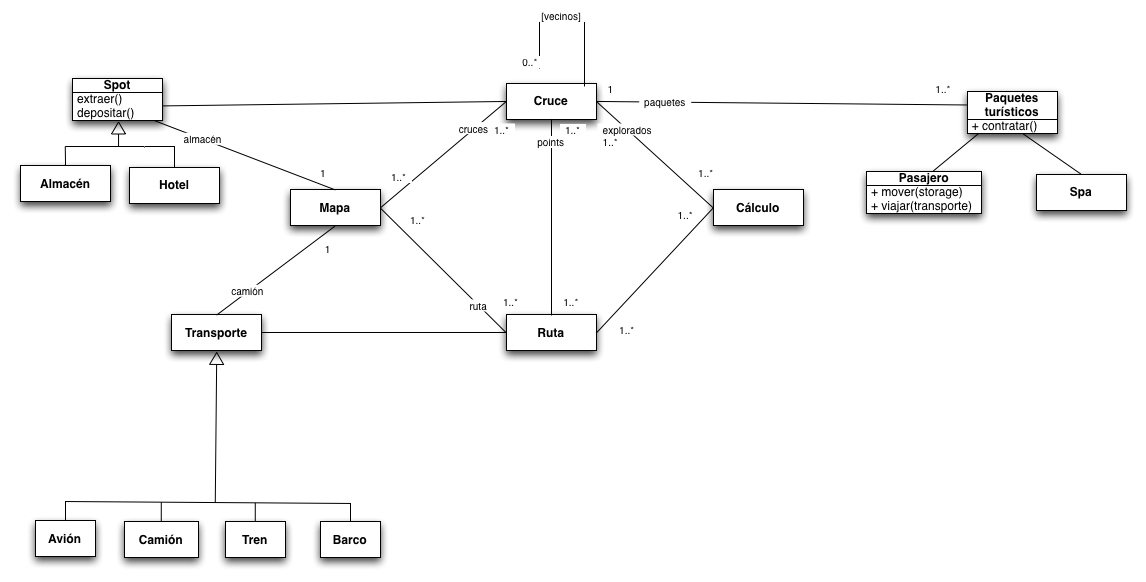 [vecinos]
0..*
Spot
extraer()
depositar()
Cruce
1
paquetes
1..*
Paquetes
turísticos
+ contratar()
almacén
cruces
1..*
1..*
explorados
1..*
points
Almacén
Hotel
1
1..*
1..*
Pasajero
+ mover(storage)
+ viajar(transporte)
Spa
Mapa
1..*
1..*
Cálculo
1
camión
ruta
1..*
1..*
1..*
Transporte
Ruta
Avión
Camión
Tren
Barco